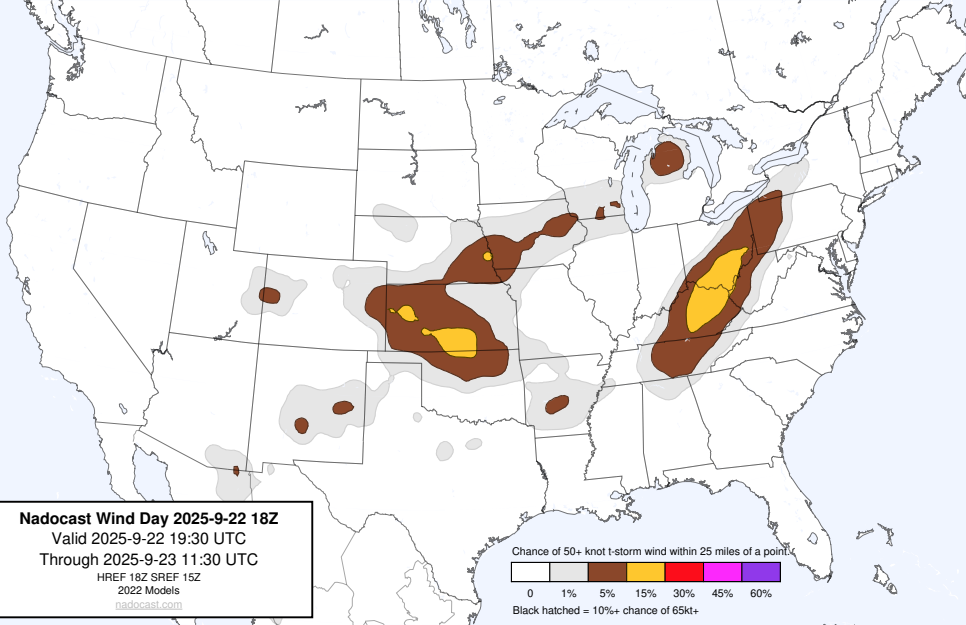 Nadocast Wind Day 2025-9-22 18Z
Valid 2025-9-22 19:30 UTC
Through 2025-9-23 11:30 UTC
HREF 18Z SREF 15Z
2022 Models
nadocast.com
Chance of 50+ knot t-storm wind within 25 miles of a point.
0 1% 5% 15% 30% 45% 60%
Black hatched = 10%+ chance of 65kt+